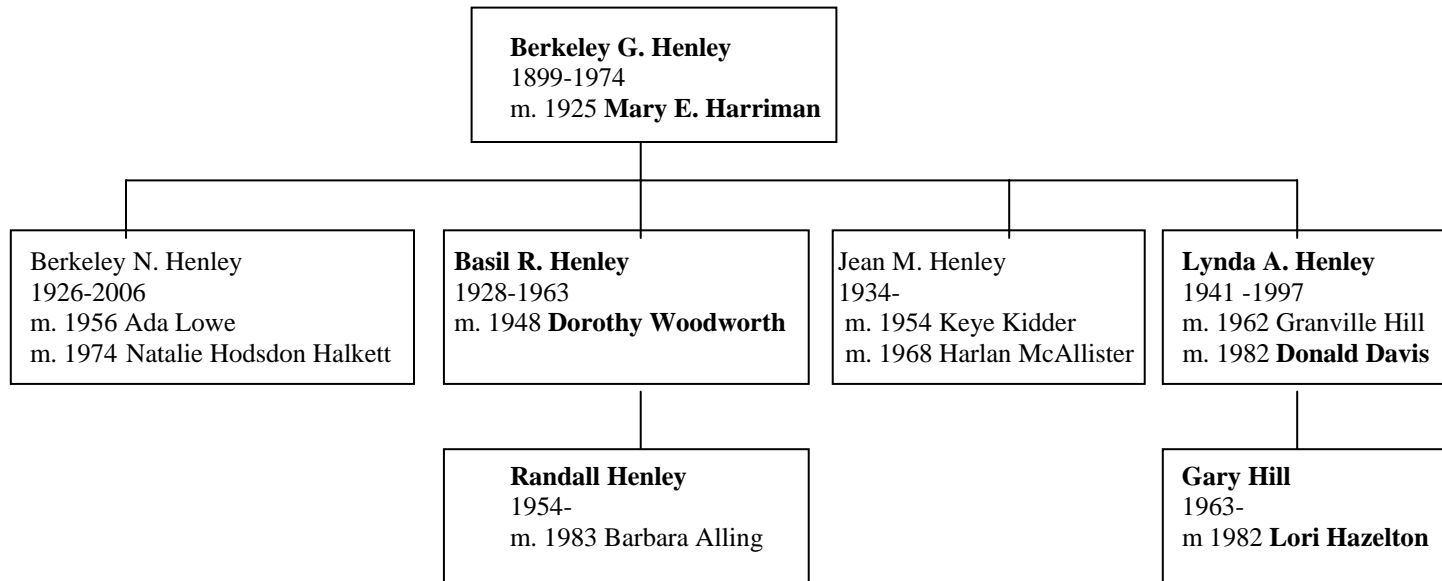 Berkeley G. Henley
1899-1974
m. 1925 Mary E. Harriman
Berkeley N. Henley
1926-2006
m. 1956 Ada Lowe
m. 1974 Natalie Hodsdon Halkett
Basil R. Henley
1928-1963
m. 1948 Dorothy Woodworth
Jean M. Henley
1934-
m. 1954 Keye Kidder
m. 1968 Harlan McAllister
Lynda A. Henley
1941 -1997
m. 1962 Granville Hill
m. 1982 Donald Davis
Randall Henley
1954-
m. 1983 Barbara Alling
Gary Hill
1963-
m 1982 Lori Hazelton